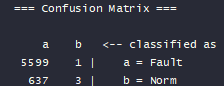 === Confusion Matrix ===
a b <-- classified as
5599 1 | a = Fault
637 3 | b = Norm